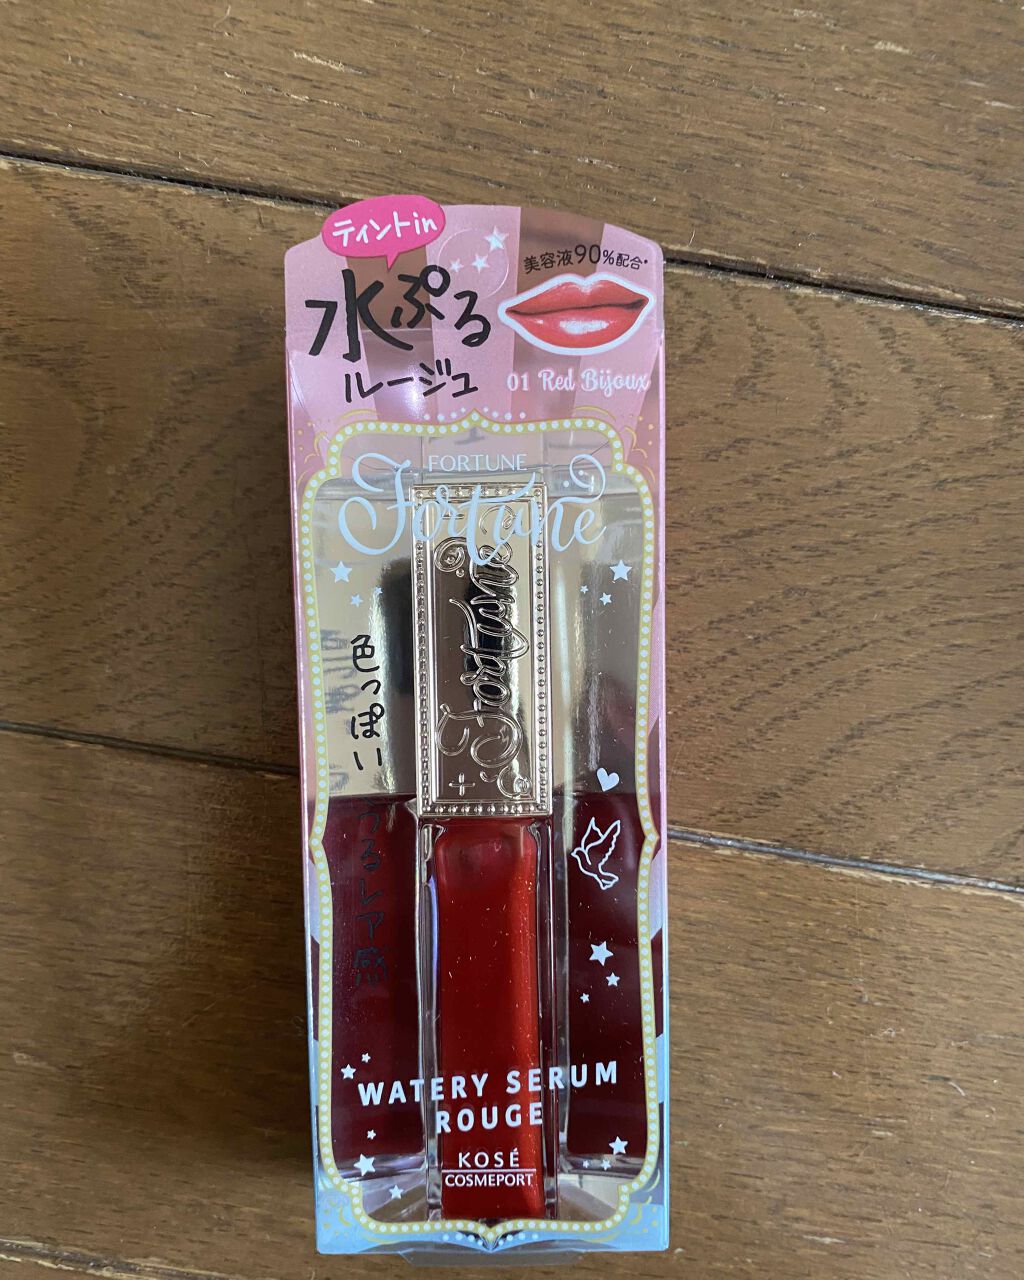 ティントin
水ぷる
ルージュ
美容液90%配合*
01 Red Bijoux
FORTUNE
Fortune
Fortune
色っぽい
うるレア感
WATERY SERUM
ROUGE
KOSÉ
COSMEPORT